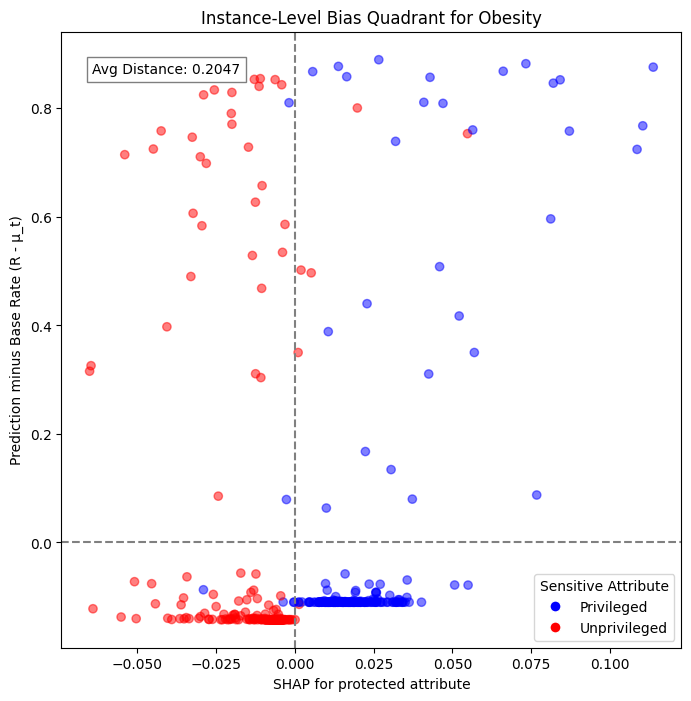 Instance-Level Bias Quadrant for Obesity
Avg Distance: 0.2047
Prediction minus Base Rate (R - μ_t)
0.8
0.6
0.4
0.2
0.0
Sensitive Attribute
Privileged
Unprivileged
−0.050
−0.025
0.000
0.025
0.050
0.075
0.100
SHAP for protected attribute